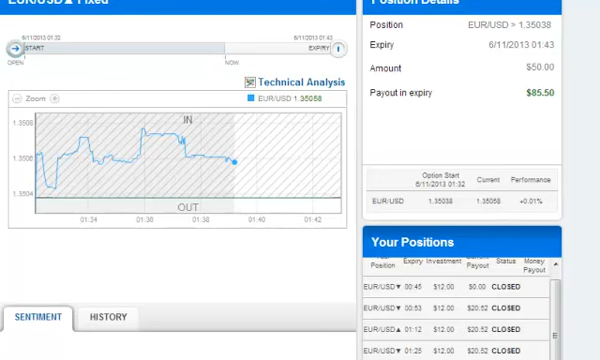 EUR/USD▲ Fixed
6/11/2013 01:32
6/11/2013 01:43
START
EXPIRY
OPEN
NOW
Technical Analysis
Zoom
EUR/USD 1.35058
1.3508
IN
1.3506
1.3504
OUT
01:34 01:36 01:38 01:40 01:42
SENTIMENT
HISTORY
Position Details
Position EUR/USD > 1.35038
Expiry 6/11/2013 01:43
Amount $50.00
Payout in expiry $85.50
Option Start
6/11/2013 01:32
Current
Performance
EUR/USD 1.35038 1.35058 +0.01%
Your Positions
Position
Expiry
Investment
Payout
Status
Money
Payout
EUR/USD▼ 00:45 $12.00 $0.00 CLOSED
EUR/USD▼ 00:53 $12.00 $20.52 CLOSED
EUR/USD▲ 01:12 $12.00 $20.52 CLOSED
EUR/USD▼ 01:25 $12.00 $20.52 CLOSED